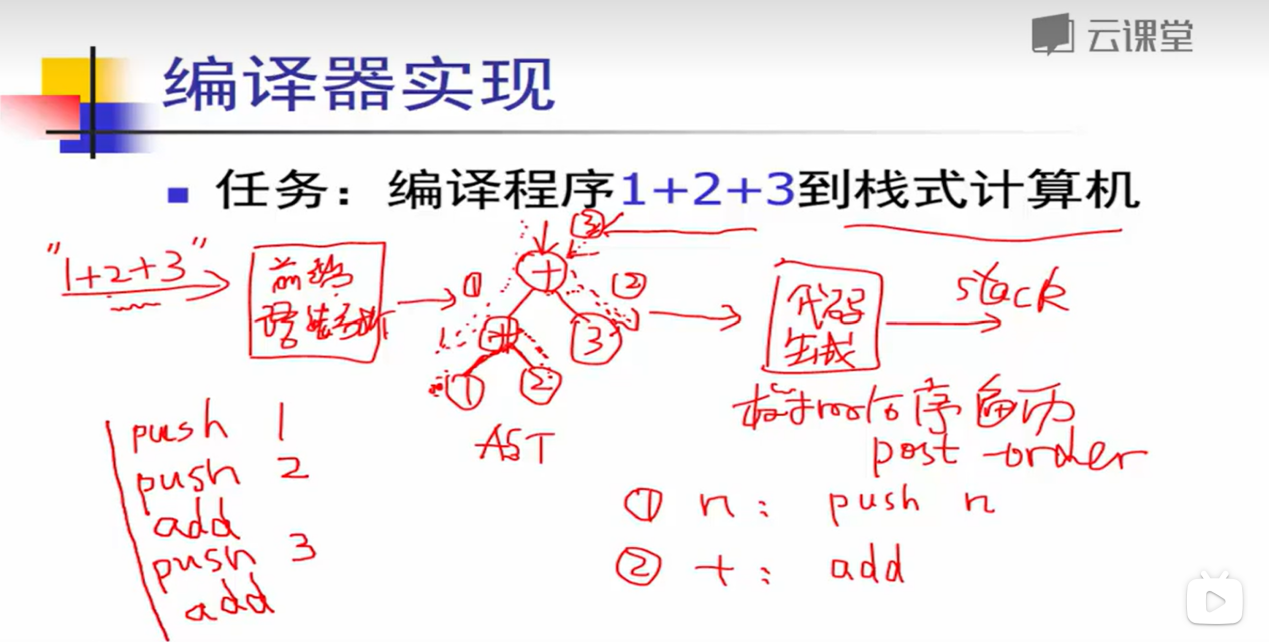 云课堂
编译器实现
任务：编译程序1+2+3到栈式计算机
"1+2+3"
前端
语法分析
①
②
③
+
+
3
1
2
AST
代码
生成
stack
树的后序遍历
post-order
① n: push n
② +: add
push 1
push 2
add
push 3
add